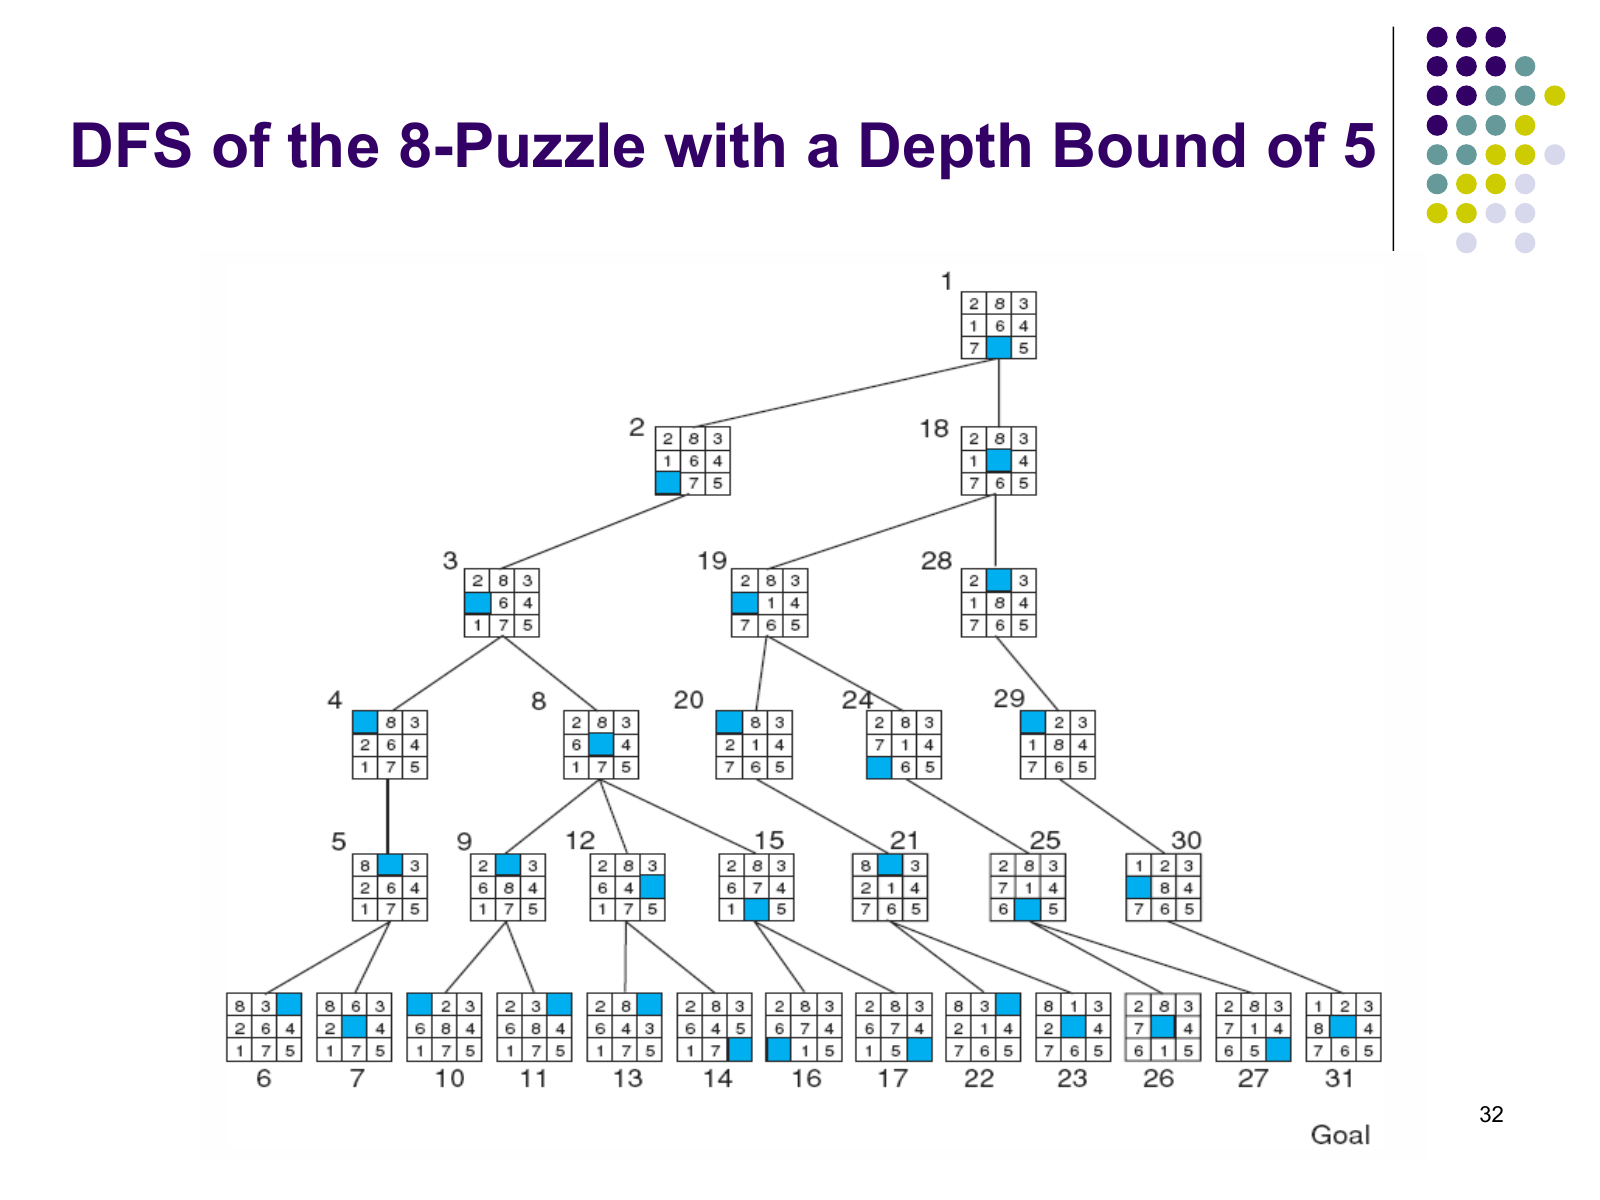 DFS of the 8-Puzzle with a Depth Bound of 5
1
2 8 3
1 6 4
7 5
2 18
2 8 3 2 8 3
1 6 4 1 4
7 5 7 6 5
3 19 28
2 8 3 2 8 3 2 3
6 4 1 4 1 8 4
1 7 5 7 6 5 7 6 5
4 8 20 24 29
8 3 2 8 3 8 3 2 8 3 2 3
2 6 4 6 4 2 1 4 7 1 4 1 8 4
1 7 5 1 7 5 7 6 5 6 5 7 6 5
5 9 12 15 21 25 30
8 3 2 3 2 8 3 2 8 3 8 3 2 8 3 1 2 3
2 6 4 6 8 4 6 4 6 7 4 2 1 4 7 1 4 8 4
1 7 5 1 7 5 1 7 5 1 5 7 6 5 6 5 7 6 5
8 3 8 6 3 2 3 2 3 2 8 2 8 3 2 8 3 2 8 3 8 3 8 1 3 2 8 3 2 8 3 1 2 3
2 6 4 2 4 6 8 4 6 8 4 6 4 3 6 4 5 6 7 4 6 7 4 2 1 4 2 4 7 4 7 1 4 8 4
1 7 5 1 7 5 1 7 5 1 7 5 1 7 5 1 7 1 5 1 5 7 6 5 7 6 5 6 1 5 6 5 7 6 5
6 7 10 11 13 14 16 17 22 23 26 27 31
32
Goal